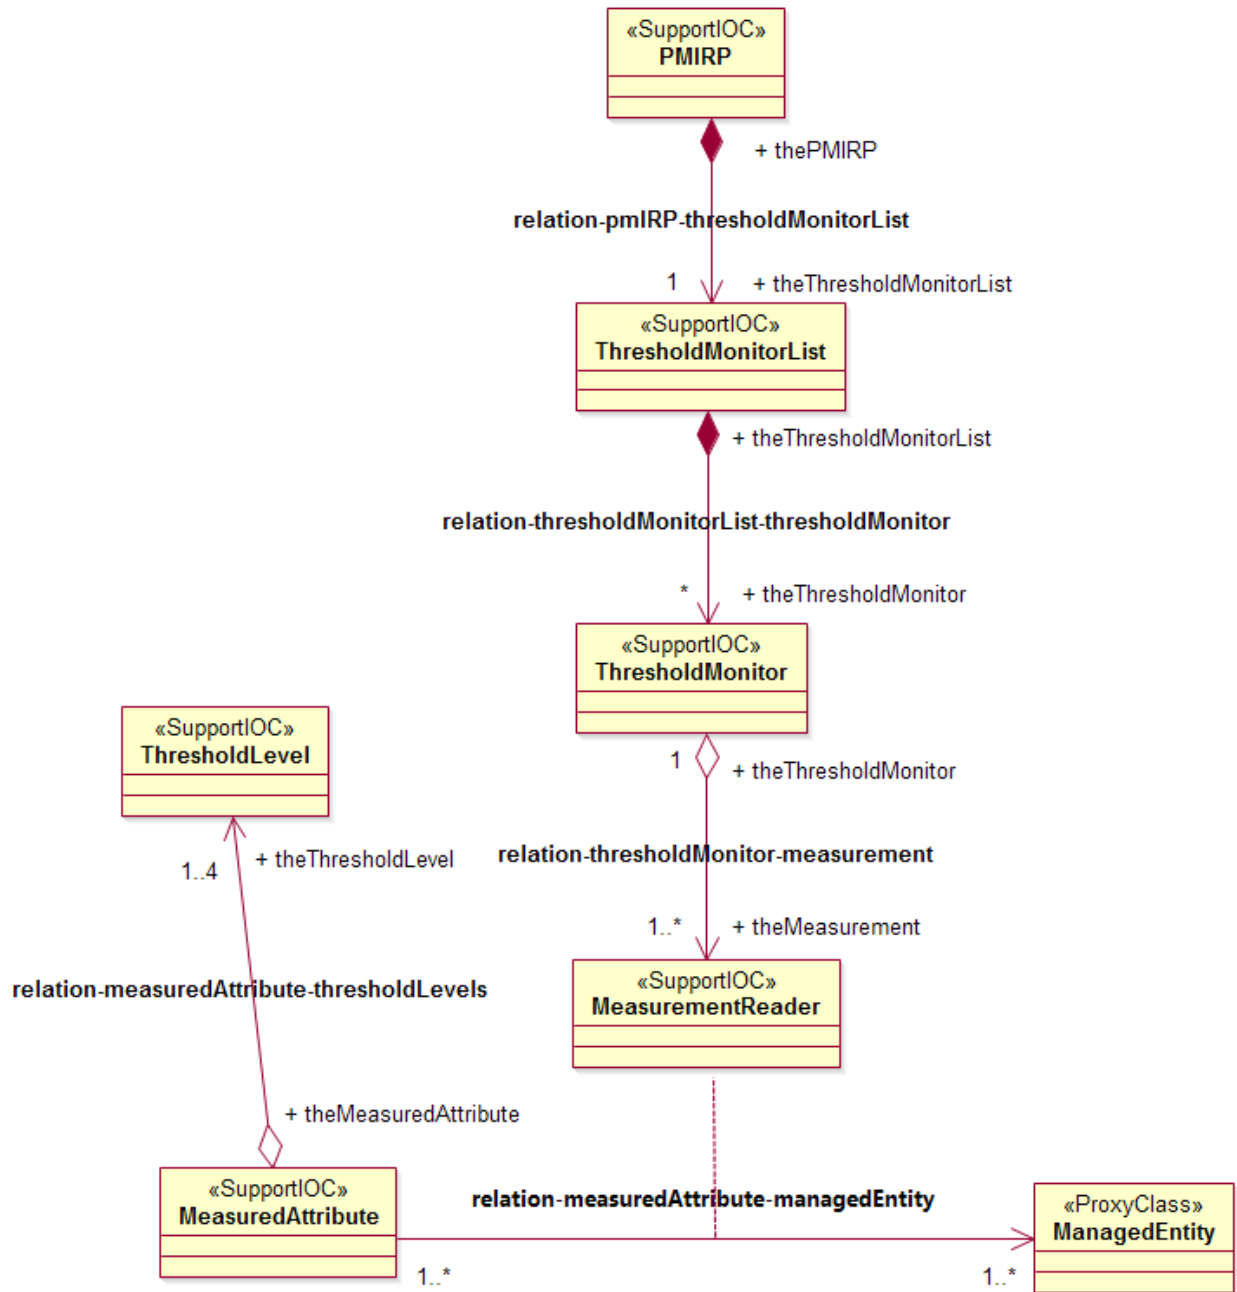 «SupportIOC»
PMIRP
+ thePMIRP
relation-pmIRP-thresholdMonitorList
1 + theThresholdMonitorList
«SupportIOC»
ThresholdMonitorList
+ theThresholdMonitorList
relation-thresholdMonitorList-thresholdMonitor
* + theThresholdMonitor
«SupportIOC»
ThresholdMonitor
1 + theThresholdMonitor
«SupportIOC»
ThresholdLevel
1..4 + theThresholdLevel
relation-thresholdMonitor-measurement
1..* + theMeasurement
«SupportIOC»
MeasurementReader
relation-measuredAttribute-thresholdLevels
+ theMeasuredAttribute
«SupportIOC»
MeasuredAttribute
relation-measuredAttribute-managedEntity
«ProxyClass»
ManagedEntity
1..* 1..*